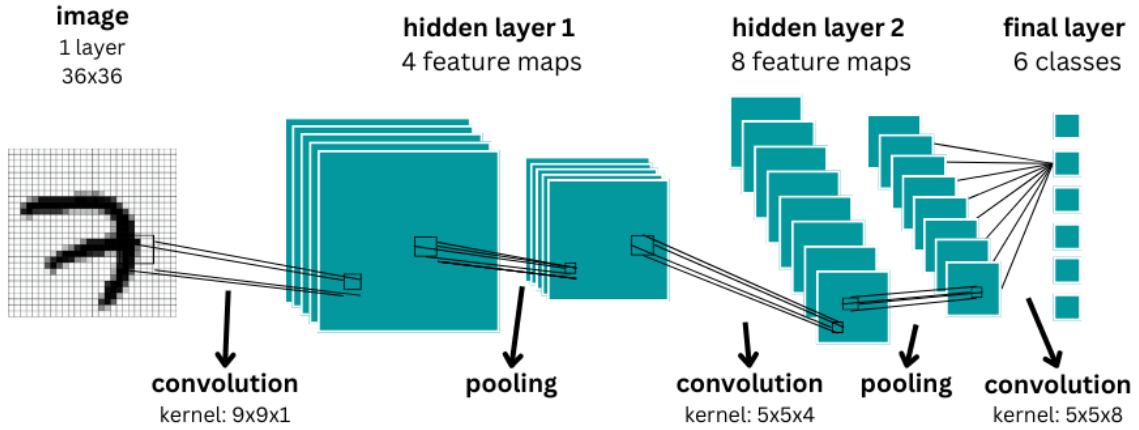 image
1 layer
36x36
hidden layer 1
4 feature maps
hidden layer 2
8 feature maps
final layer
6 classes
convolution
kernel: 9x9x1
pooling
convolution
kernel: 5x5x4
pooling
convolution
kernel: 5x5x8